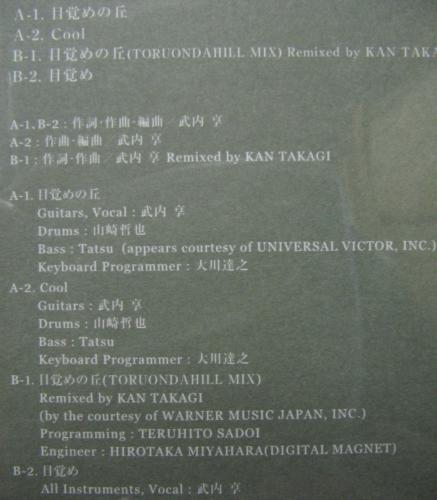 A-1. 目覚めの丘
A-2. Cool
B-1. 目覚めの丘(TORUONDAHILL MIX) Remixed by KAN TAKA
B-2. 目覚め
A-1、B-2 : 作詞・作曲・編曲／武内 享
A-2 : 作曲・編曲／武内 享
B-1 : 作詞・作曲／武内 享 Remixed by KAN TAKAGI
A-1. 目覚めの丘
Guitars, Vocal : 武内 享
Drums : 山崎哲也
Bass : Tatsu (appears courtesy of UNIVERSAL VICTOR, INC.)
Keyboard Programmer : 大川達之
A-2. Cool
Guitars : 武内 享
Drums : 山崎哲也
Bass : Tatsu
Keyboard Programmer : 大川達之
B-1. 目覚めの丘(TORUONDAHILL MIX)
Remixed by KAN TAKAGI
(by the courtesy of WARNER MUSIC JAPAN, INC.)
Programming : TERUHITO SADOI
Engineer : HIROTAKA MIYAHARA(DIGITAL MAGNET)
B-2. 目覚め
All Instruments, Vocal : 武内 享